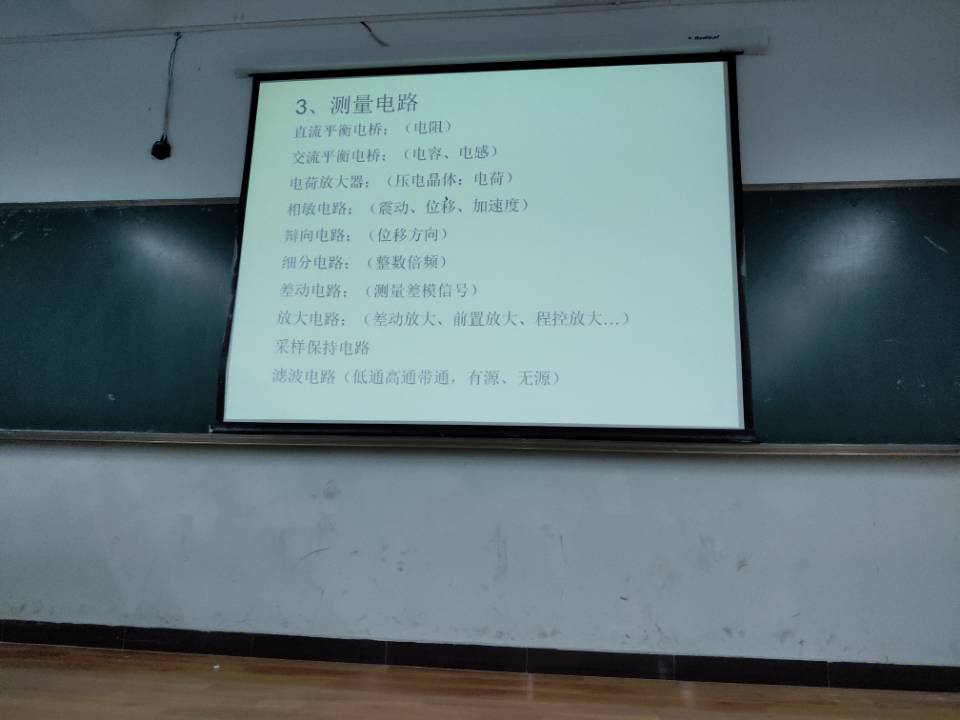 3、测量电路
直流平衡电桥：（电阻）
交流平衡电桥：（电容、电感）
电荷放大器：（压电晶体：电荷）
相敏电路：（震动、位移、加速度）
辩向电路：（位移方向）
细分电路：（整数倍频）
差动电路：（测量差模信号）
放大电路：（差动放大、前置放大、程控放大…）
采样保持电路
滤波电路（低通高通带通，有源、无源）